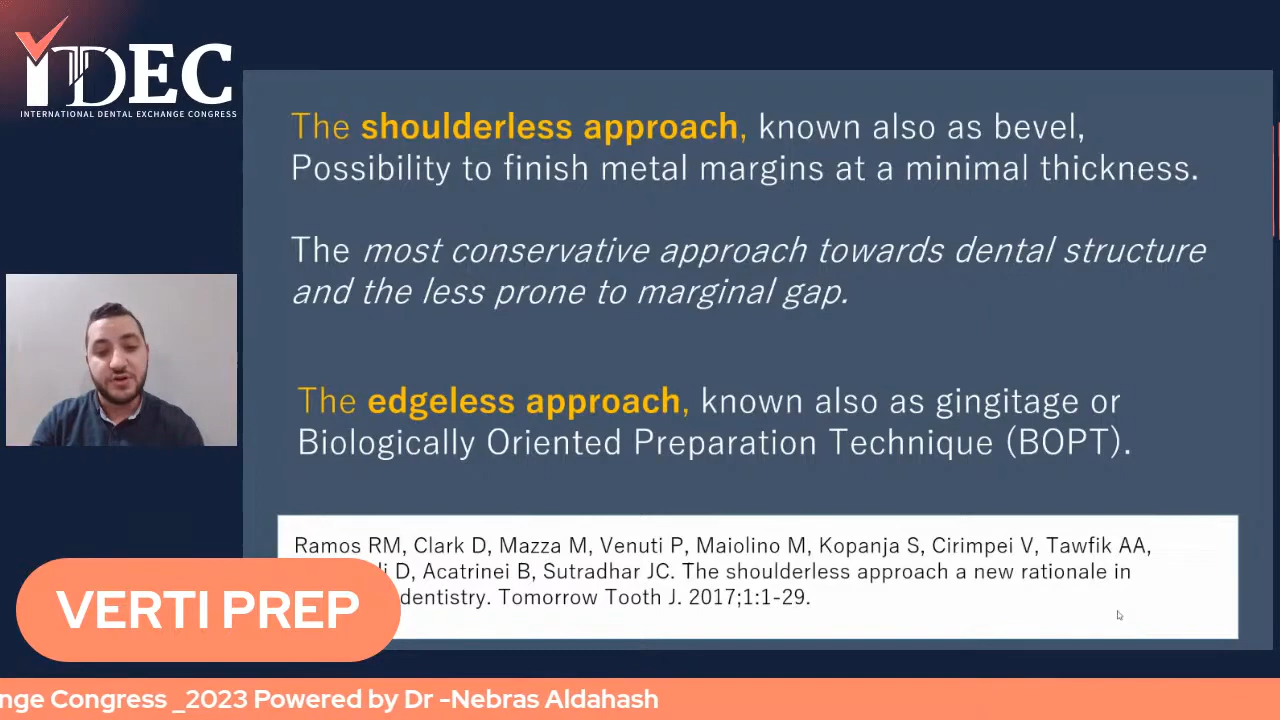 IDEC
INTERNATIONAL DENTAL EXCHANGE CONGRESS
The shoulderless approach, known also as bevel,
Possibility to finish metal margins at a minimal thickness.
The most conservative approach towards dental structure
and the less prone to marginal gap.
The edgeless approach, known also as gingitage or
Biologically Oriented Preparation Technique (BOPT).
Ramos RM, Clark D, Mazza M, Venuti P, Maiolino M, Kopanja S, Cirimpei V, Tawfik AA,
D, Acatrinei B, Sutradhar JC. The shoulderless approach a new rationale in
dentistry. Tomorrow Tooth J. 2017;1:1-29.
VERTI PREP
nge Congress _2023 Powered by Dr -Nebras Aldahash